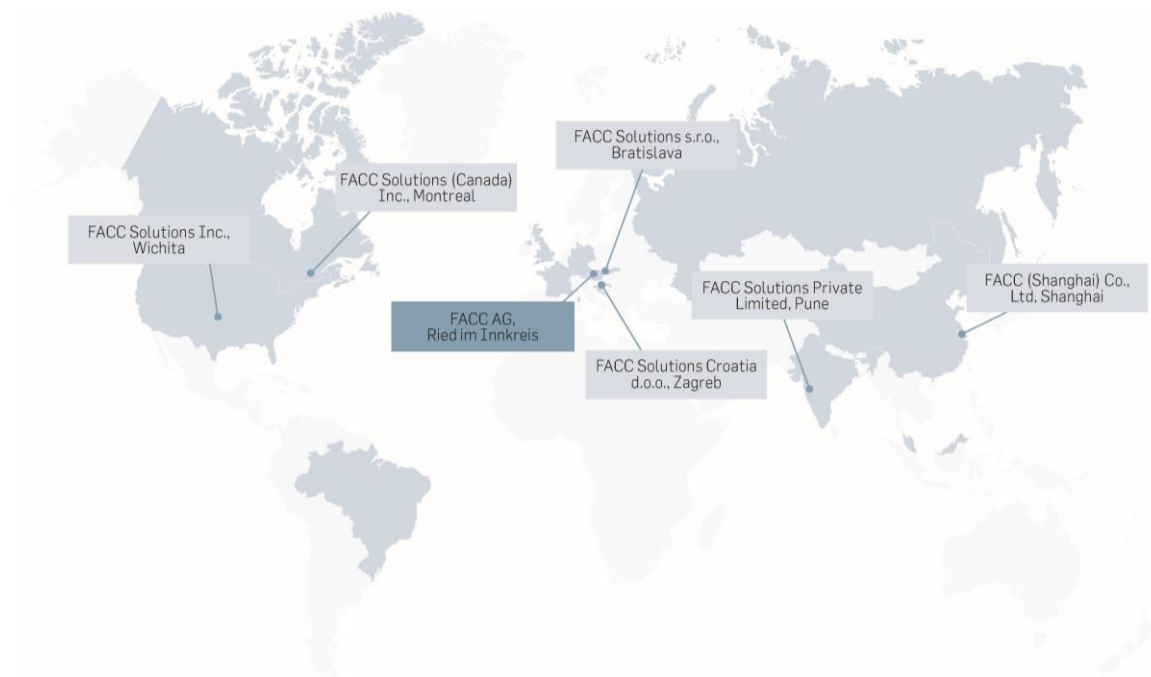 FACC Solutions s.r.o.,
Bratislava
FACC Solutions (Canada)
Inc., Montreal
FACC Solutions Inc.,
Wichita
FACC AG,
Ried im Innkreis
FACC Solutions Private
Limited, Pune
FACC (Shanghai) Co.,
Ltd, Shanghai
FACC Solutions Croatia
d.o.o., Zagreb